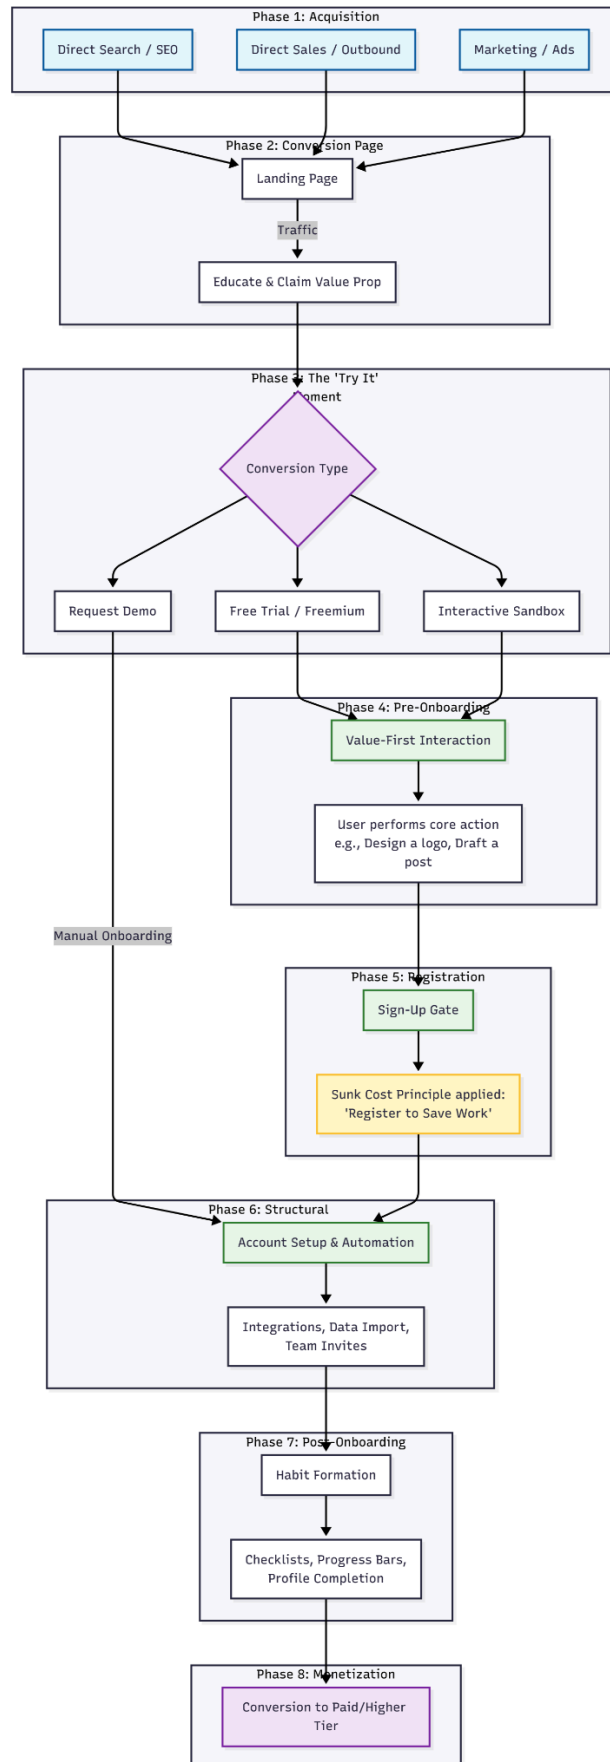 Phase 1: Acquisition
Direct Search / SEO
Direct Sales / Outbound
Marketing / Ads
Phase 2: Conversion Page
Landing Page
Traffic
Educate & Claim Value Prop
Phase 3: The 'Try It'
Moment
Conversion Type
Request Demo
Free Trial / Freemium
Interactive Sandbox
Phase 4: Pre-Onboarding
Value-First Interaction
User performs core action
e.g., Design a logo, Draft a
post
Manual Onboarding
Phase 5: Registration
Sign-Up Gate
Sunk Cost Principle applied:
'Register to Save Work'
Phase 6: Structural
Account Setup & Automation
Integrations, Data Import,
Team Invites
Phase 7: Post-Onboarding
Habit Formation
Checklists, Progress Bars,
Profile Completion
Phase 8: Monetization
Conversion to Paid/Higher
Tier